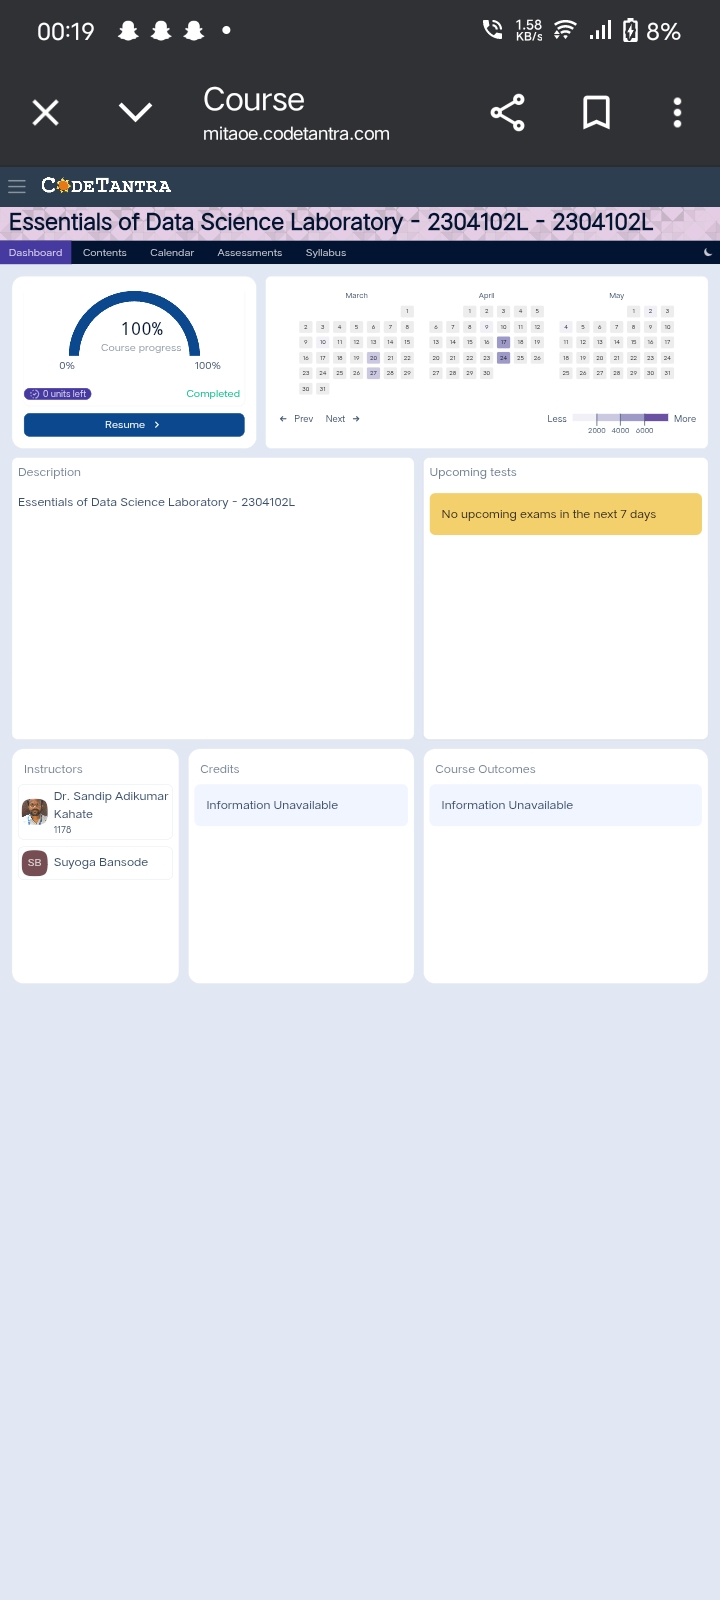 00:19
1.58
KB/s
8%
Course
mitaoe.codetantra.com
CODETANTRA
Essentials of Data Science Laboratory - 2304102L - 2304102L
Dashboard Contents Calendar Assessments Syllabus
100%
Course progress
0% 100%
0 units left Completed
Resume
March April May
1 1 2 3 4 5 1 2 3
2 3 4 5 6 7 8 6 7 8 9 10 11 12 4 5 6 7 8 9 10
9 10 11 12 13 14 15 13 14 15 16 17 18 19 11 12 13 14 15 16 17
16 17 18 19 20 21 22 20 21 22 23 24 25 26 18 19 20 21 22 23 24
23 24 25 26 27 28 29 27 28 29 30 25 26 27 28 29 30 31
30 31
Prev Next Less More
2000 4000 6000
Description
Essentials of Data Science Laboratory - 2304102L
Upcoming tests
No upcoming exams in the next 7 days
Instructors
Dr. Sandip Adikumar
Kahate
1178
SB Suyoga Bansode
Credits
Information Unavailable
Course Outcomes
Information Unavailable